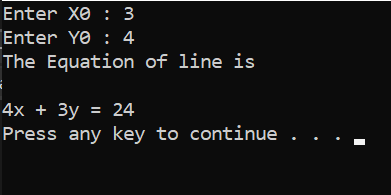 Enter X0 : 3
Enter Y0 : 4
The Equation of line is
4x + 3y = 24
Press any key to continue . . .